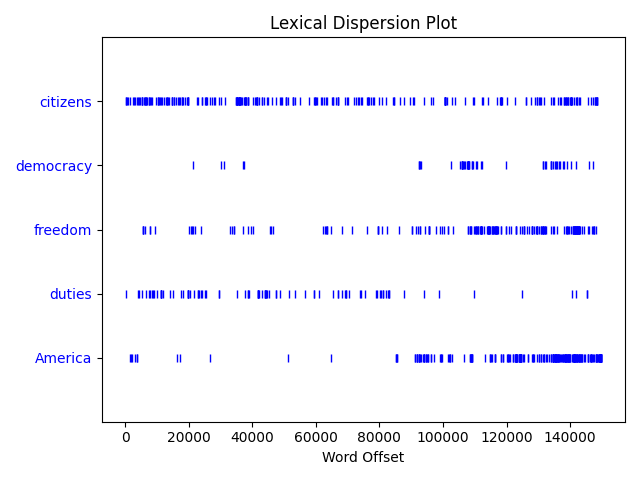 Lexical Dispersion Plot
citizens
democracy
freedom
duties
America
0 20000 40000 60000 80000 100000 120000 140000
Word Offset